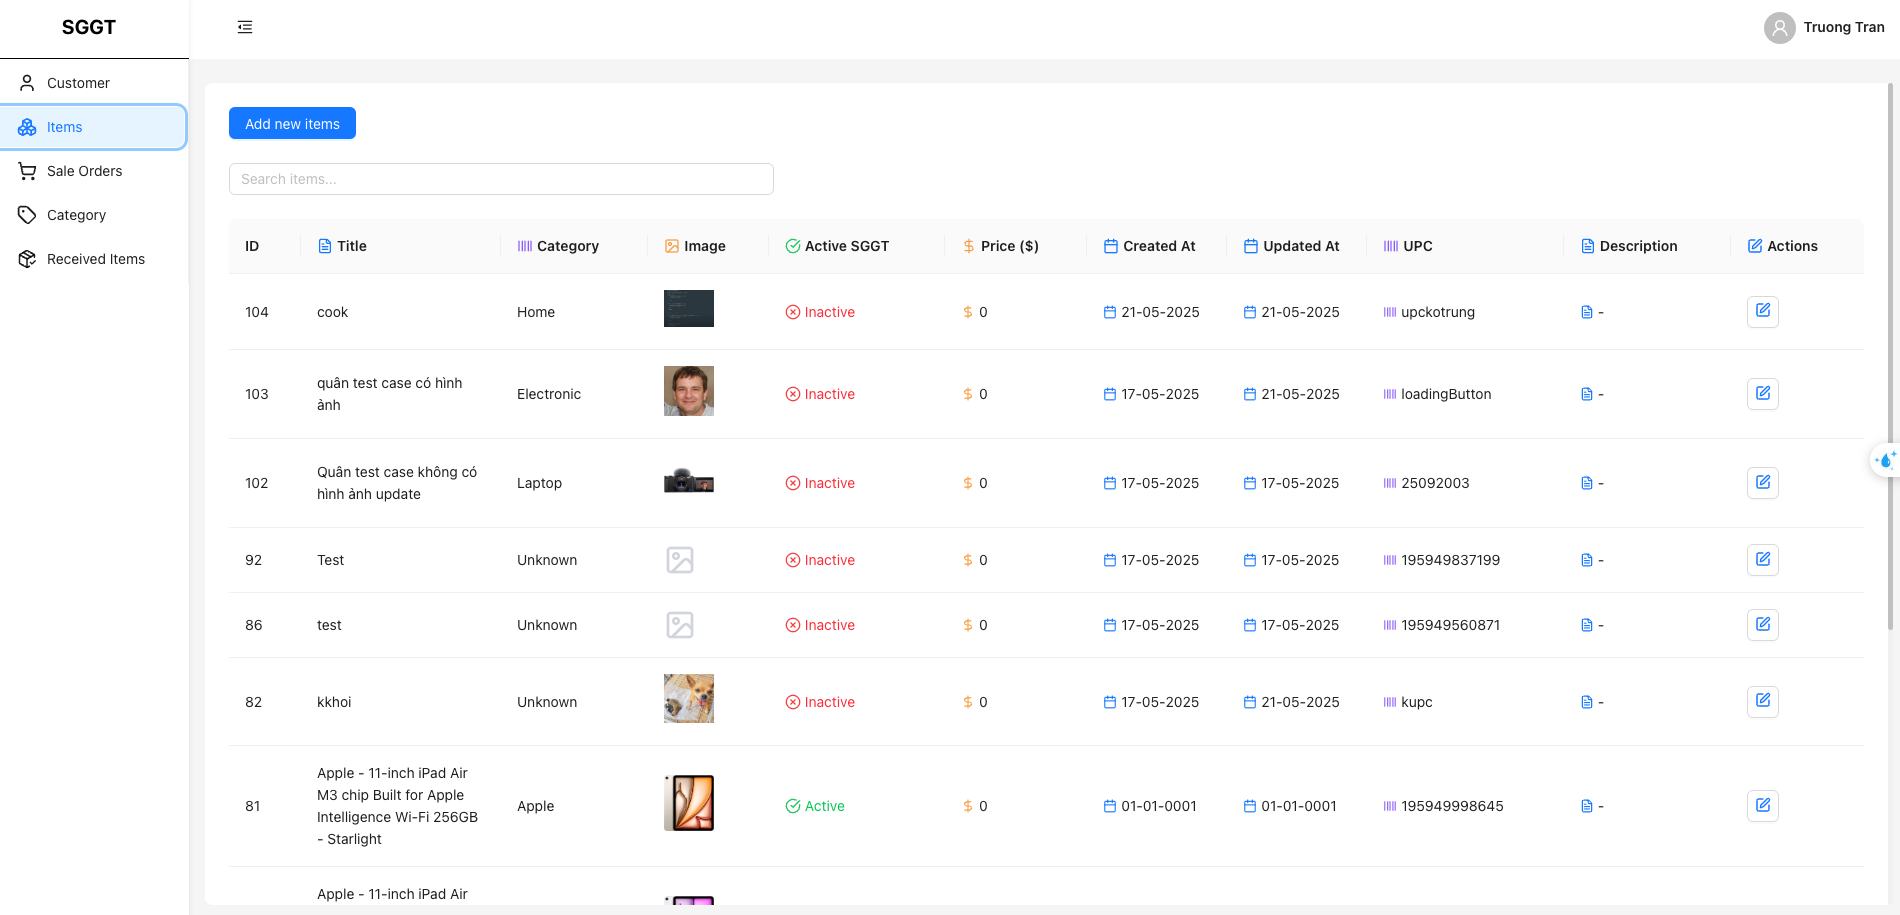 SGGT
Truong Tran
Customer
Items
Sale Orders
Category
Received Items
Add new items
Search items...
ID Title Category Image Active SGGT Price ($) Created At Updated At UPC Description Actions
104 cook Home Inactive 0 21-05-2025 21-05-2025 upckotrung -
103 quân test case có hình ảnh Electronic Inactive 0 17-05-2025 21-05-2025 loadingButton -
102 Quân test case không có hình ảnh update Laptop Inactive 0 17-05-2025 17-05-2025 25092003 -
92 Test Unknown Inactive 0 17-05-2025 17-05-2025 195949837199 -
86 test Unknown Inactive 0 17-05-2025 17-05-2025 195949560871 -
82 kkhoi Unknown Inactive 0 17-05-2025 21-05-2025 kupc -
81 Apple - 11-inch iPad Air M3 chip Built for Apple Intelligence Wi-Fi 256GB - Starlight Apple Active 0 01-01-0001 01-01-0001 195949998645 -
Apple - 11-inch iPad Air